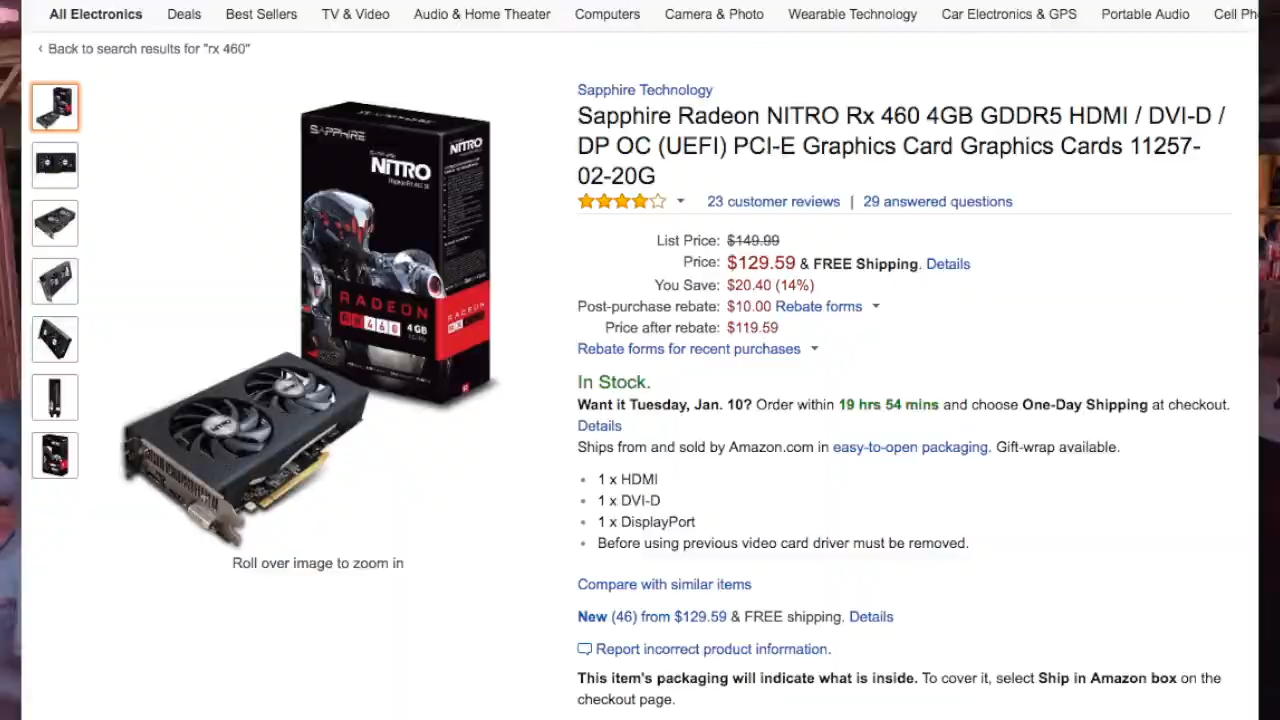 All Electronics Deals Best Sellers TV & Video Audio & Home Theater Computers Camera & Photo Wearable Technology Car Electronics & GPS Portable Audio Cell
‹ Back to search results for "rx 460"
SAPPHIRE
NITRO
NITRO
RADEON
RX 460 4GB
RADEON
Roll over image to zoom in
Sapphire Technology
Sapphire Radeon NITRO Rx 460 4GB GDDR5 HDMI / DVI-D /
DP OC (UEFI) PCI-E Graphics Card Graphics Cards 11257-
02-20G
23 customer reviews | 29 answered questions
List Price: $149.99
Price: $129.59 & FREE Shipping. Details
You Save: $20.40 (14%)
Post-purchase rebate: $10.00 Rebate forms
Price after rebate: $119.59
Rebate forms for recent purchases
In Stock.
Want it Tuesday, Jan. 10? Order within 19 hrs 54 mins and choose One-Day Shipping at checkout.
Details
Ships from and sold by Amazon.com in easy-to-open packaging. Gift-wrap available.
• 1 x HDMI
• 1 x DVI-D
• 1 x DisplayPort
• Before using previous video card driver must be removed.
Compare with similar items
New (46) from $129.59 & FREE shipping. Details
Report incorrect product information.
This item's packaging will indicate what is inside. To cover it, select Ship in Amazon box on the
checkout page.